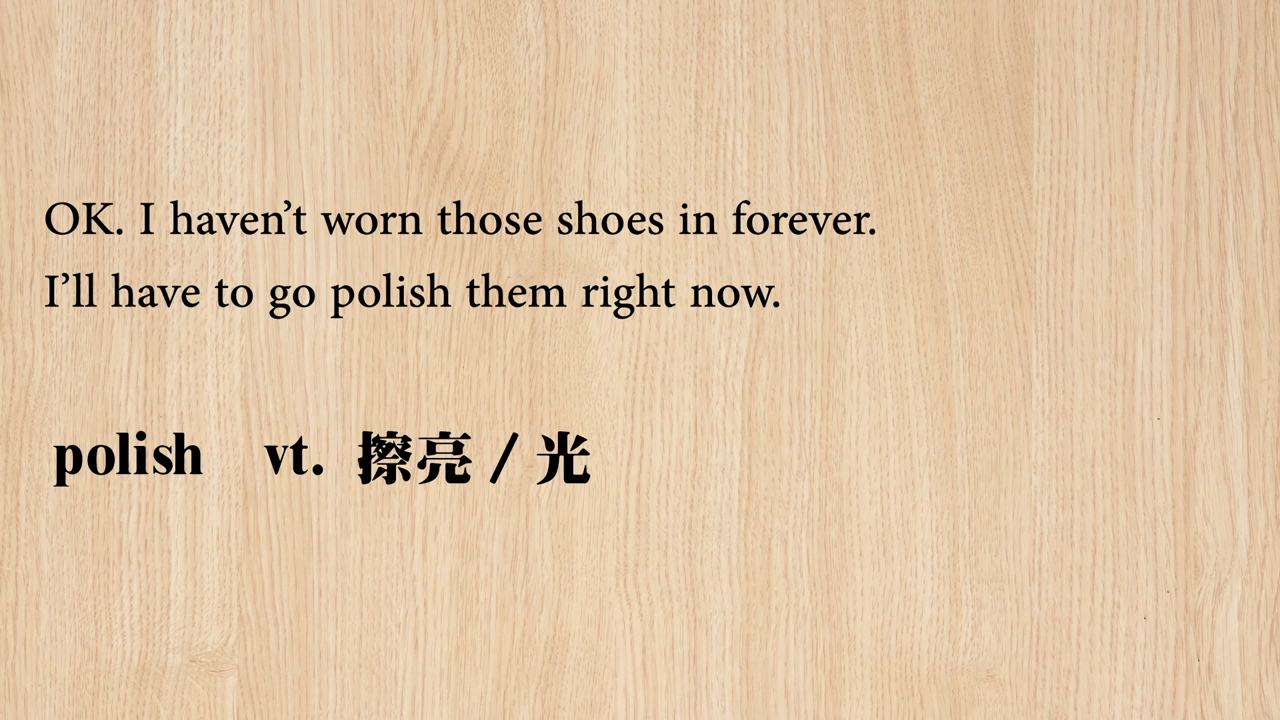 OK. I haven’t worn those shoes in forever.
I’ll have to go polish them right now.
polish vt. 擦亮 / 光